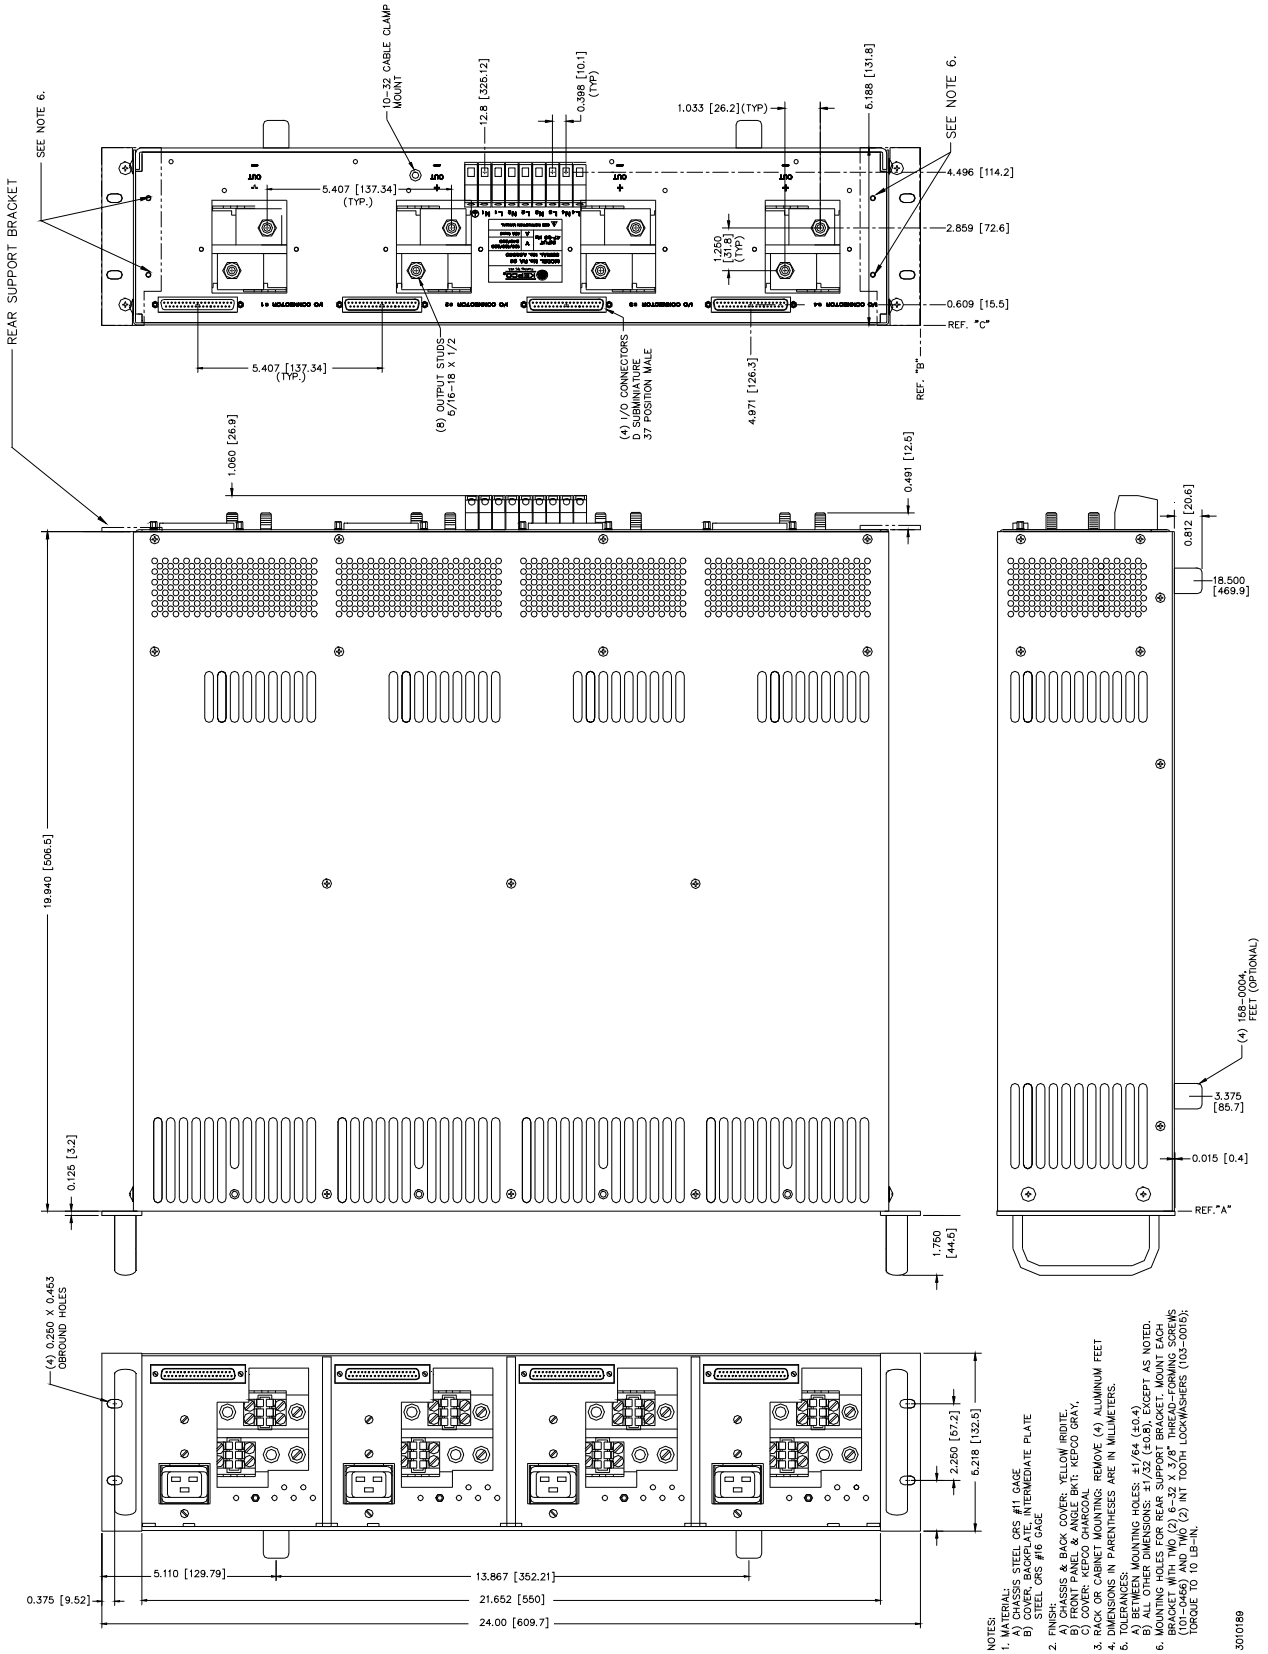 REAR SUPPORT BRACKET
SEE NOTE 6.
10-32 CABLE CLAMP
MOUNT
12.8 [325.12]
0.398 [10.1]
(TYP)
1.033 [26.2](TYP)
5.188 [131.8]
SEE NOTE 6.
4.496 [114.2]
2.859 [72.6]
0.609 [15.5]
REF. "C"
REF. "B"
OUT
OUT
OUT
OUT
5.407 [137.34]
(TYP.)
1.250
[31.8]
(TYP)
KEPCO
I/O CONNECTOR #1
I/O CONNECTOR #2
I/O CONNECTOR #3
I/O CONNECTOR #4
5.407 [137.34]
(TYP.)
(8) OUTPUT STUDS
5/16-18 X 1/2
(4) I/O CONNECTORS
D SUBMINIATURE
37 POSITION MALE
4.971 [126.3]
1.060 [26.9]
0.491 [12.5]
0.812 [20.6]
18.500
[469.9]
19.940 [506.5]
(4) 158-0004,
FEET (OPTIONAL)
3.375
[85.7]
0.125 [3.2]
0.015 [0.4]
REF."A"
1.750
[44.5]
(4) 0.250 X 0.453
OBROUND HOLES
2.250 [57.2]
5.218 [132.5]
5.110 [129.79]
13.867 [352.21]
0.375 [9.52]
21.652 [550]
24.00 [609.7]
NOTES:
1. MATERIAL:
A) CHASSIS STEEL CRS #11 GAGE
B) COVER, BACKPLATE, INTERMEDIATE PLATE
STEEL CRS #16 GAGE
2. FINISH:
A) CHASSIS & BACK COVER: YELLOW IRIDITE.
B) FRONT PANEL & ANGLE BKT: KEPCO GRAY,
C) COVER: KEPCO CHARCOAL
3. RACK OR CABINET MOUNTING: REMOVE (4) ALUMINUM FEET
4. DIMENSIONS IN PARENTHESES ARE IN MILLIMETERS.
5. TOLERANCES:
A) BETWEEN MOUNTING HOLES: ±1/64 (±0.4)
B) ALL OTHER DIMENSIONS: ±1/32 (±0.8), EXCEPT AS NOTED.
6. MOUNTING HOLES FOR REAR SUPPORT BRACKET. MOUNT EACH
BRACKET WITH TWO (2) 6-32 X 3/8" THREAD-FORMING SCREWS
(101-0456) AND TWO (2) INT TOOTH LOCKWASHERS (103-0015);
TORQUE TO 10 LB-IN.
3010189